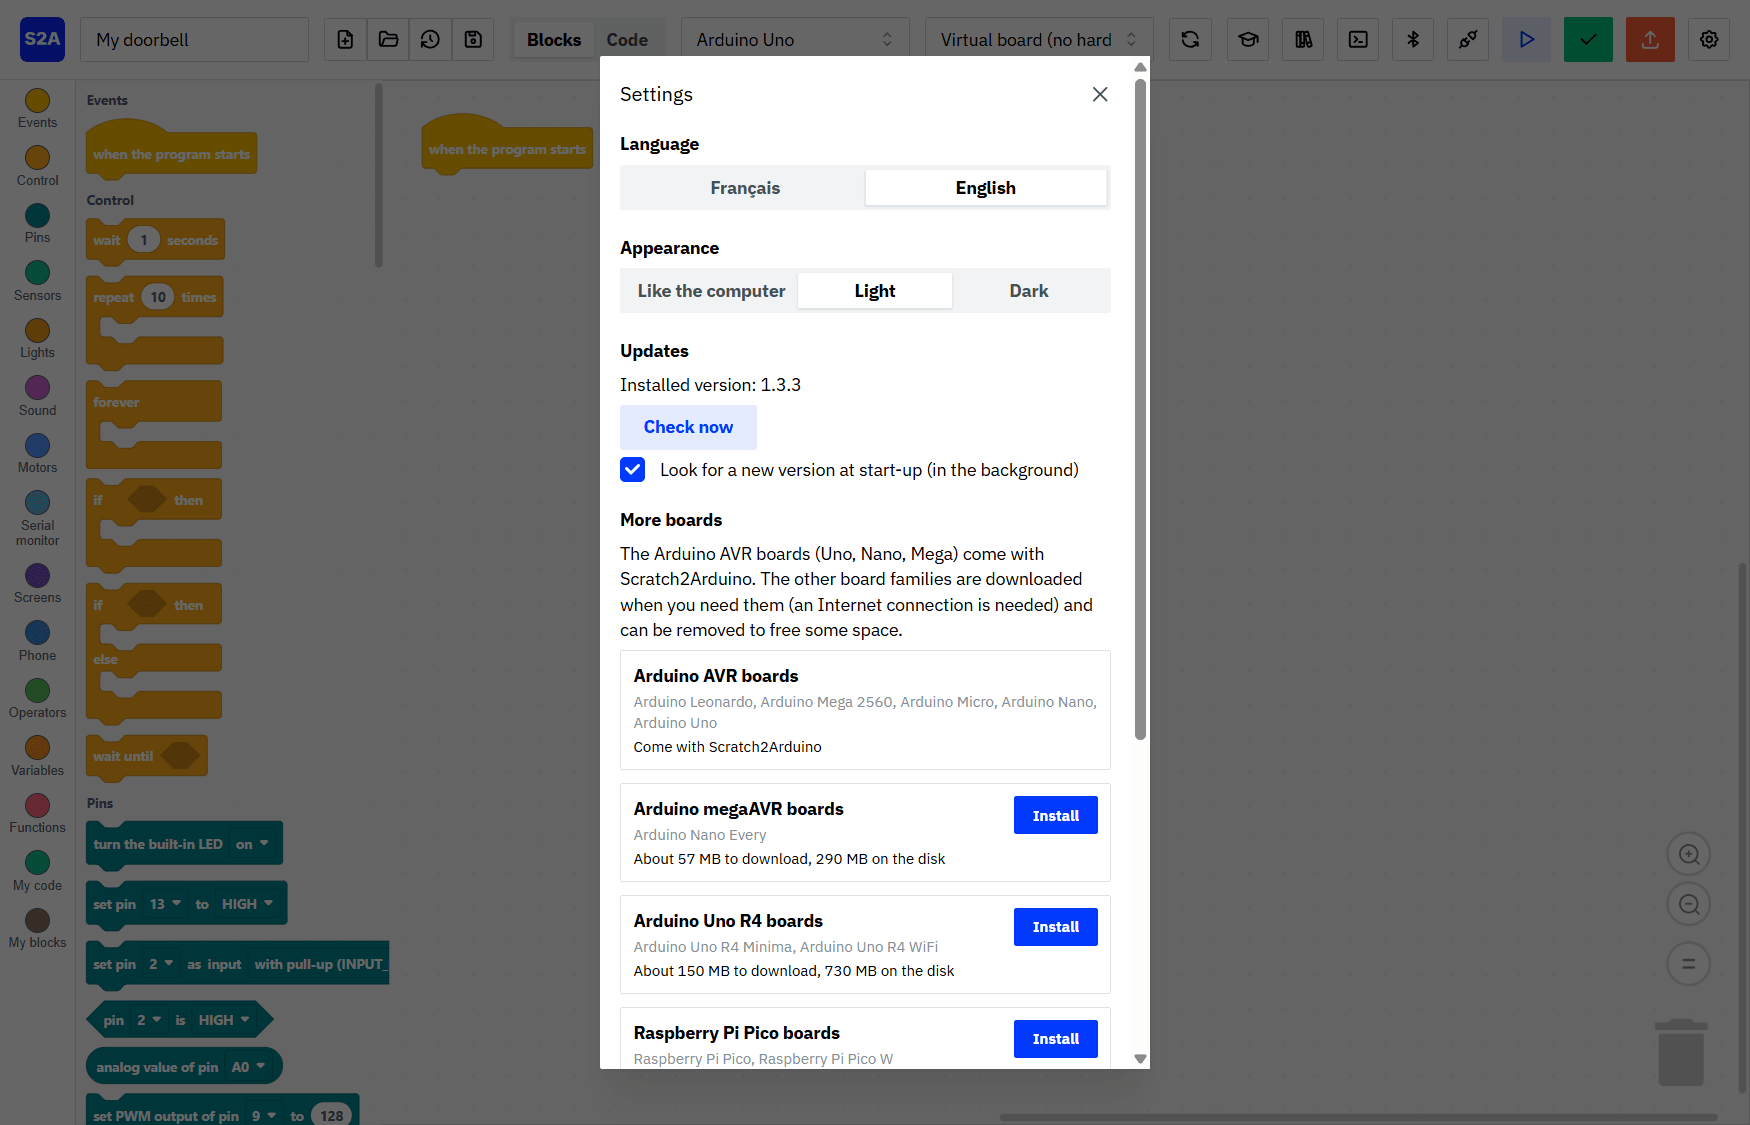 S2A
My doorbell
Blocks
Code
Arduino Uno
Virtual board (no hard
Events
Control
Pins
Sensors
Lights
Sound
Motors
Serial
monitor
Screens
Phone
Operators
Variables
Functions
My code
My blocks
Events
when the program starts
Control
wait 1 seconds
repeat 10 times
forever
if then
if then
else
wait until
Pins
turn the built-in LED on
set pin 13 to HIGH
set pin 2 as input with pull-up (INPUT_
pin 2 is HIGH
analog value of pin A0
set PWM output of pin 9 to 128
when the program starts
Settings
Language
Français
English
Appearance
Like the computer
Light
Dark
Updates
Installed version: 1.3.3
Check now
Look for a new version at start-up (in the background)
More boards
The Arduino AVR boards (Uno, Nano, Mega) come with
Scratch2Arduino. The other board families are downloaded
when you need them (an Internet connection is needed) and
can be removed to free some space.
Arduino AVR boards
Arduino Leonardo, Arduino Mega 2560, Arduino Micro, Arduino Nano,
Arduino Uno
Come with Scratch2Arduino
Arduino megaAVR boards
Arduino Nano Every
About 57 MB to download, 290 MB on the disk
Install
Arduino Uno R4 boards
Arduino Uno R4 Minima, Arduino Uno R4 WiFi
About 150 MB to download, 730 MB on the disk
Install
Raspberry Pi Pico boards
Raspberry Pi Pico, Raspberry Pi Pico W
Install